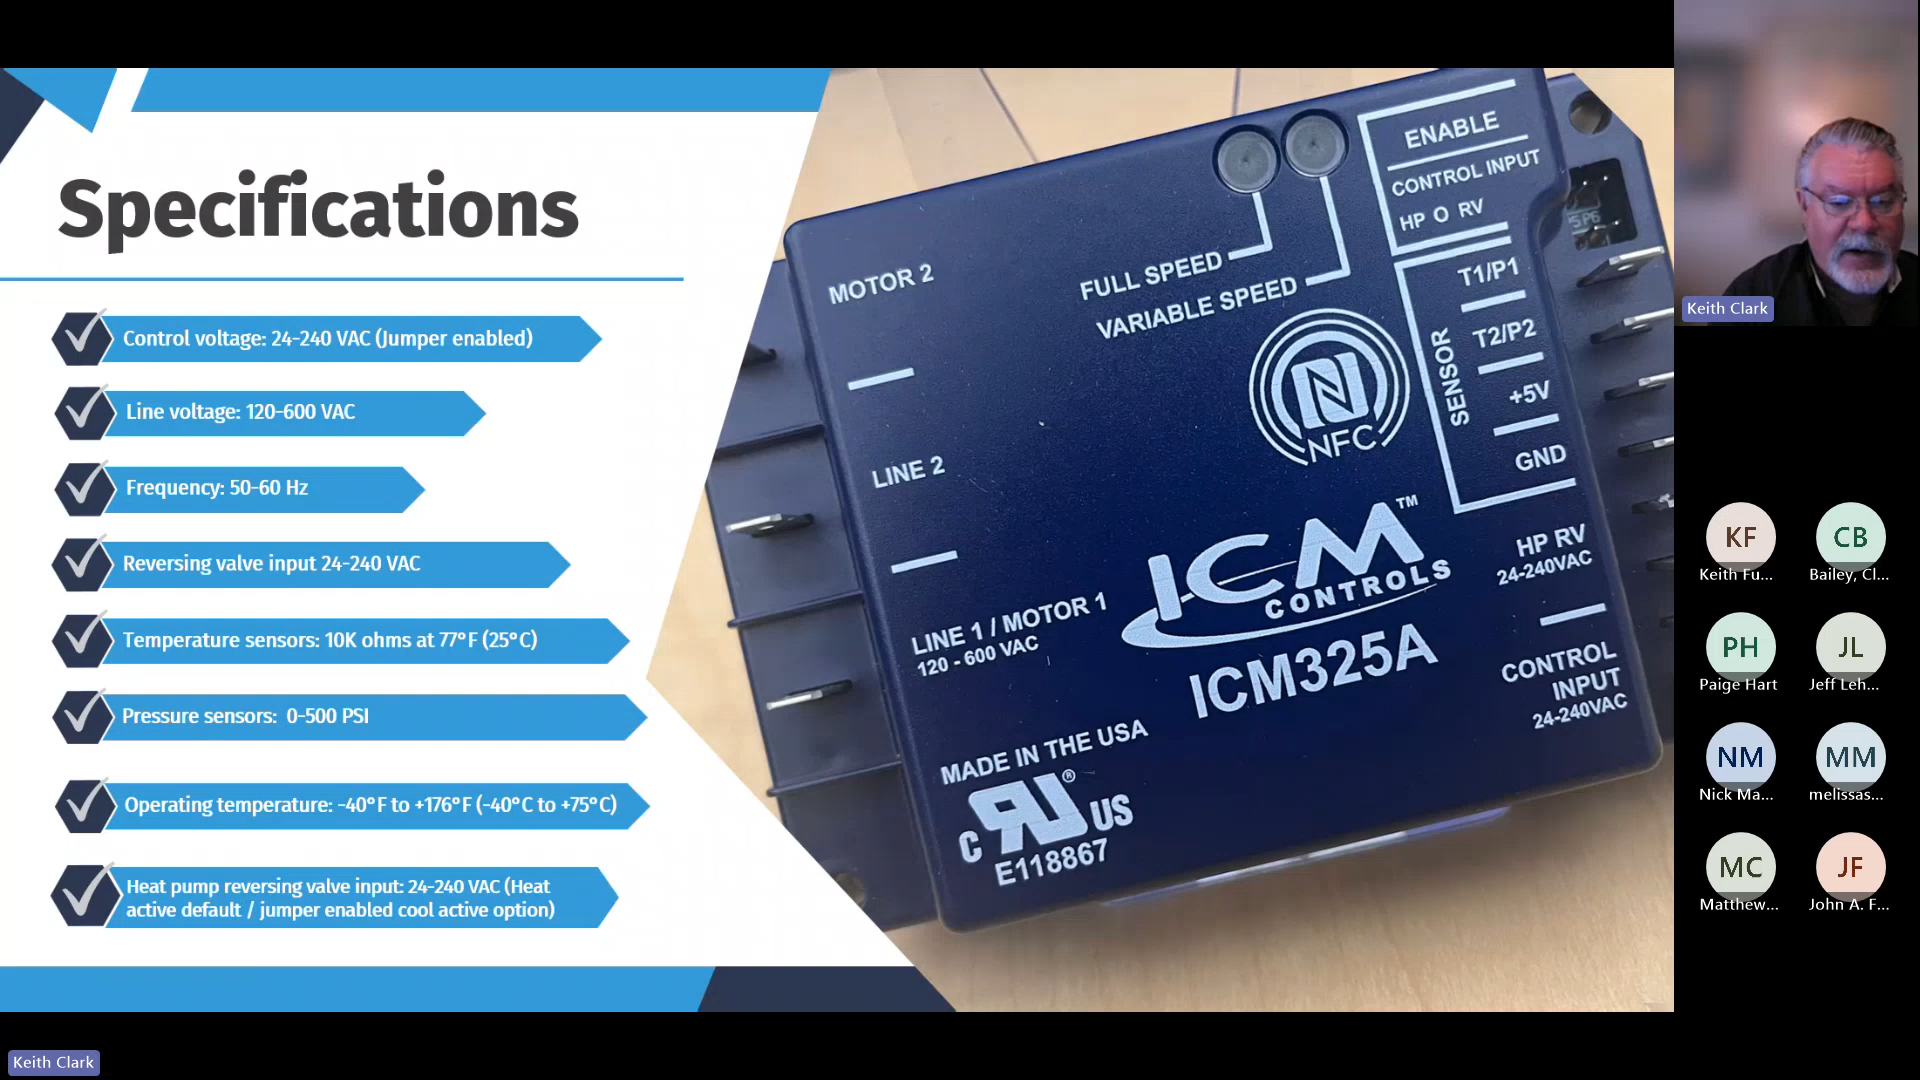 Specifications
Control voltage: 24-240 VAC (Jumper enabled)
Line voltage: 120-600 VAC
Frequency: 50-60 Hz
Reversing valve input 24-240 VAC
Temperature sensors: 10K ohms at 77°F (25°C)
Pressure sensors: 0-500 PSI
Operating temperature: -40°F to +176°F (-40°C to +75°C)
Heat pump reversing valve input: 24-240 VAC (Heat
active default / jumper enabled cool active option)
MOTOR 2
LINE 2
LINE 1 / MOTOR 1
120 - 600 VAC
MADE IN THE USA
C RU ® US
E118867
FULL SPEED
VARIABLE SPEED
NFC
ICM™
CONTROLS
ICM325A
ENABLE
CONTROL INPUT
HP O RV
SENSOR
T1/P1
T2/P2
+5V
GND
HP RV
24-240VAC
CONTROL
INPUT
24-240VAC
Keith Clark
KF
Keith Fu...
CB
Bailey, Cl...
PH
Paige Hart
JL
Jeff Leh...
NM
Nick Ma...
MM
melissas...
MC
Matthew...
JF
John A. F...
Keith Clark